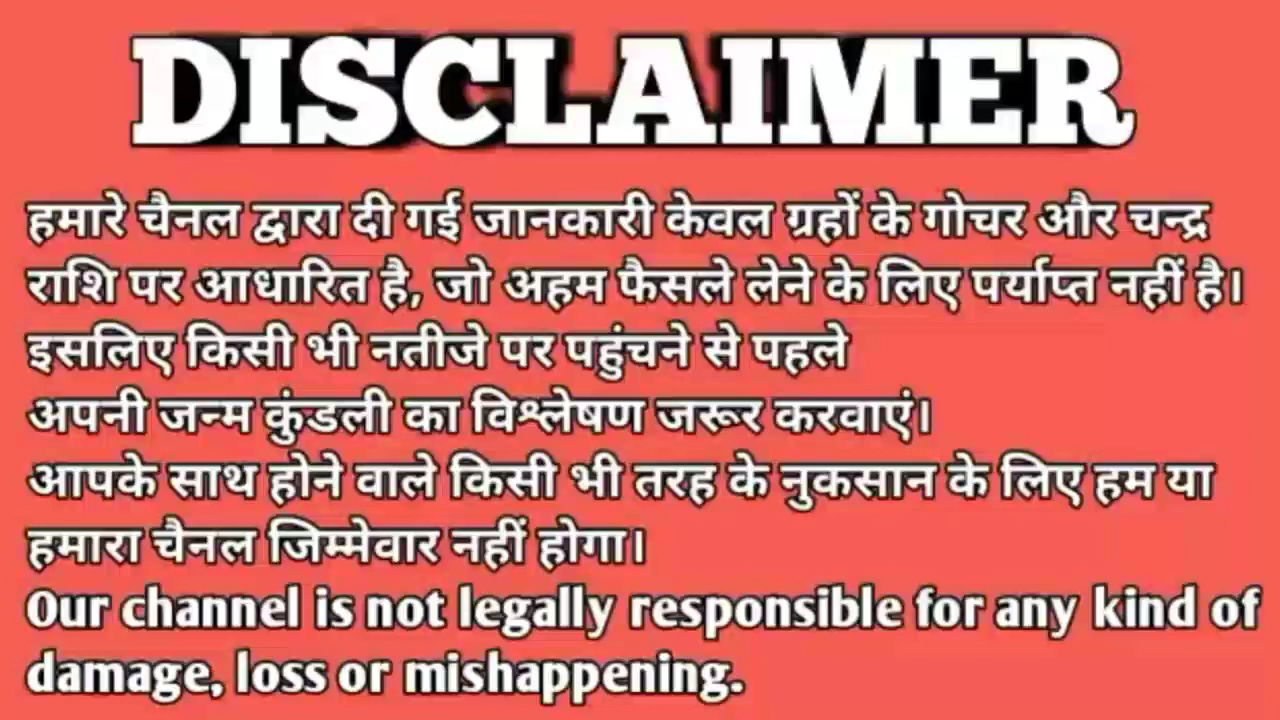 DISCLAIMER
हमारे चैनल द्वारा दी गई जानकारी केवल ग्रहों के गोचर और चन्द्र
राशि पर आधारित है, जो अहम फैसले लेने के लिए पर्याप्त नहीं है।
इसलिए किसी भी नतीजे पर पहुंचने से पहले
अपनी जन्म कुंडली का विश्लेषण जरूर करवाएं।
आपके साथ होने वाले किसी भी तरह के नुकसान के लिए हम या
हमारा चैनल जिम्मेवार नहीं होगा।
Our channel is not legally responsible for any kind of
damage, loss or mishappening.